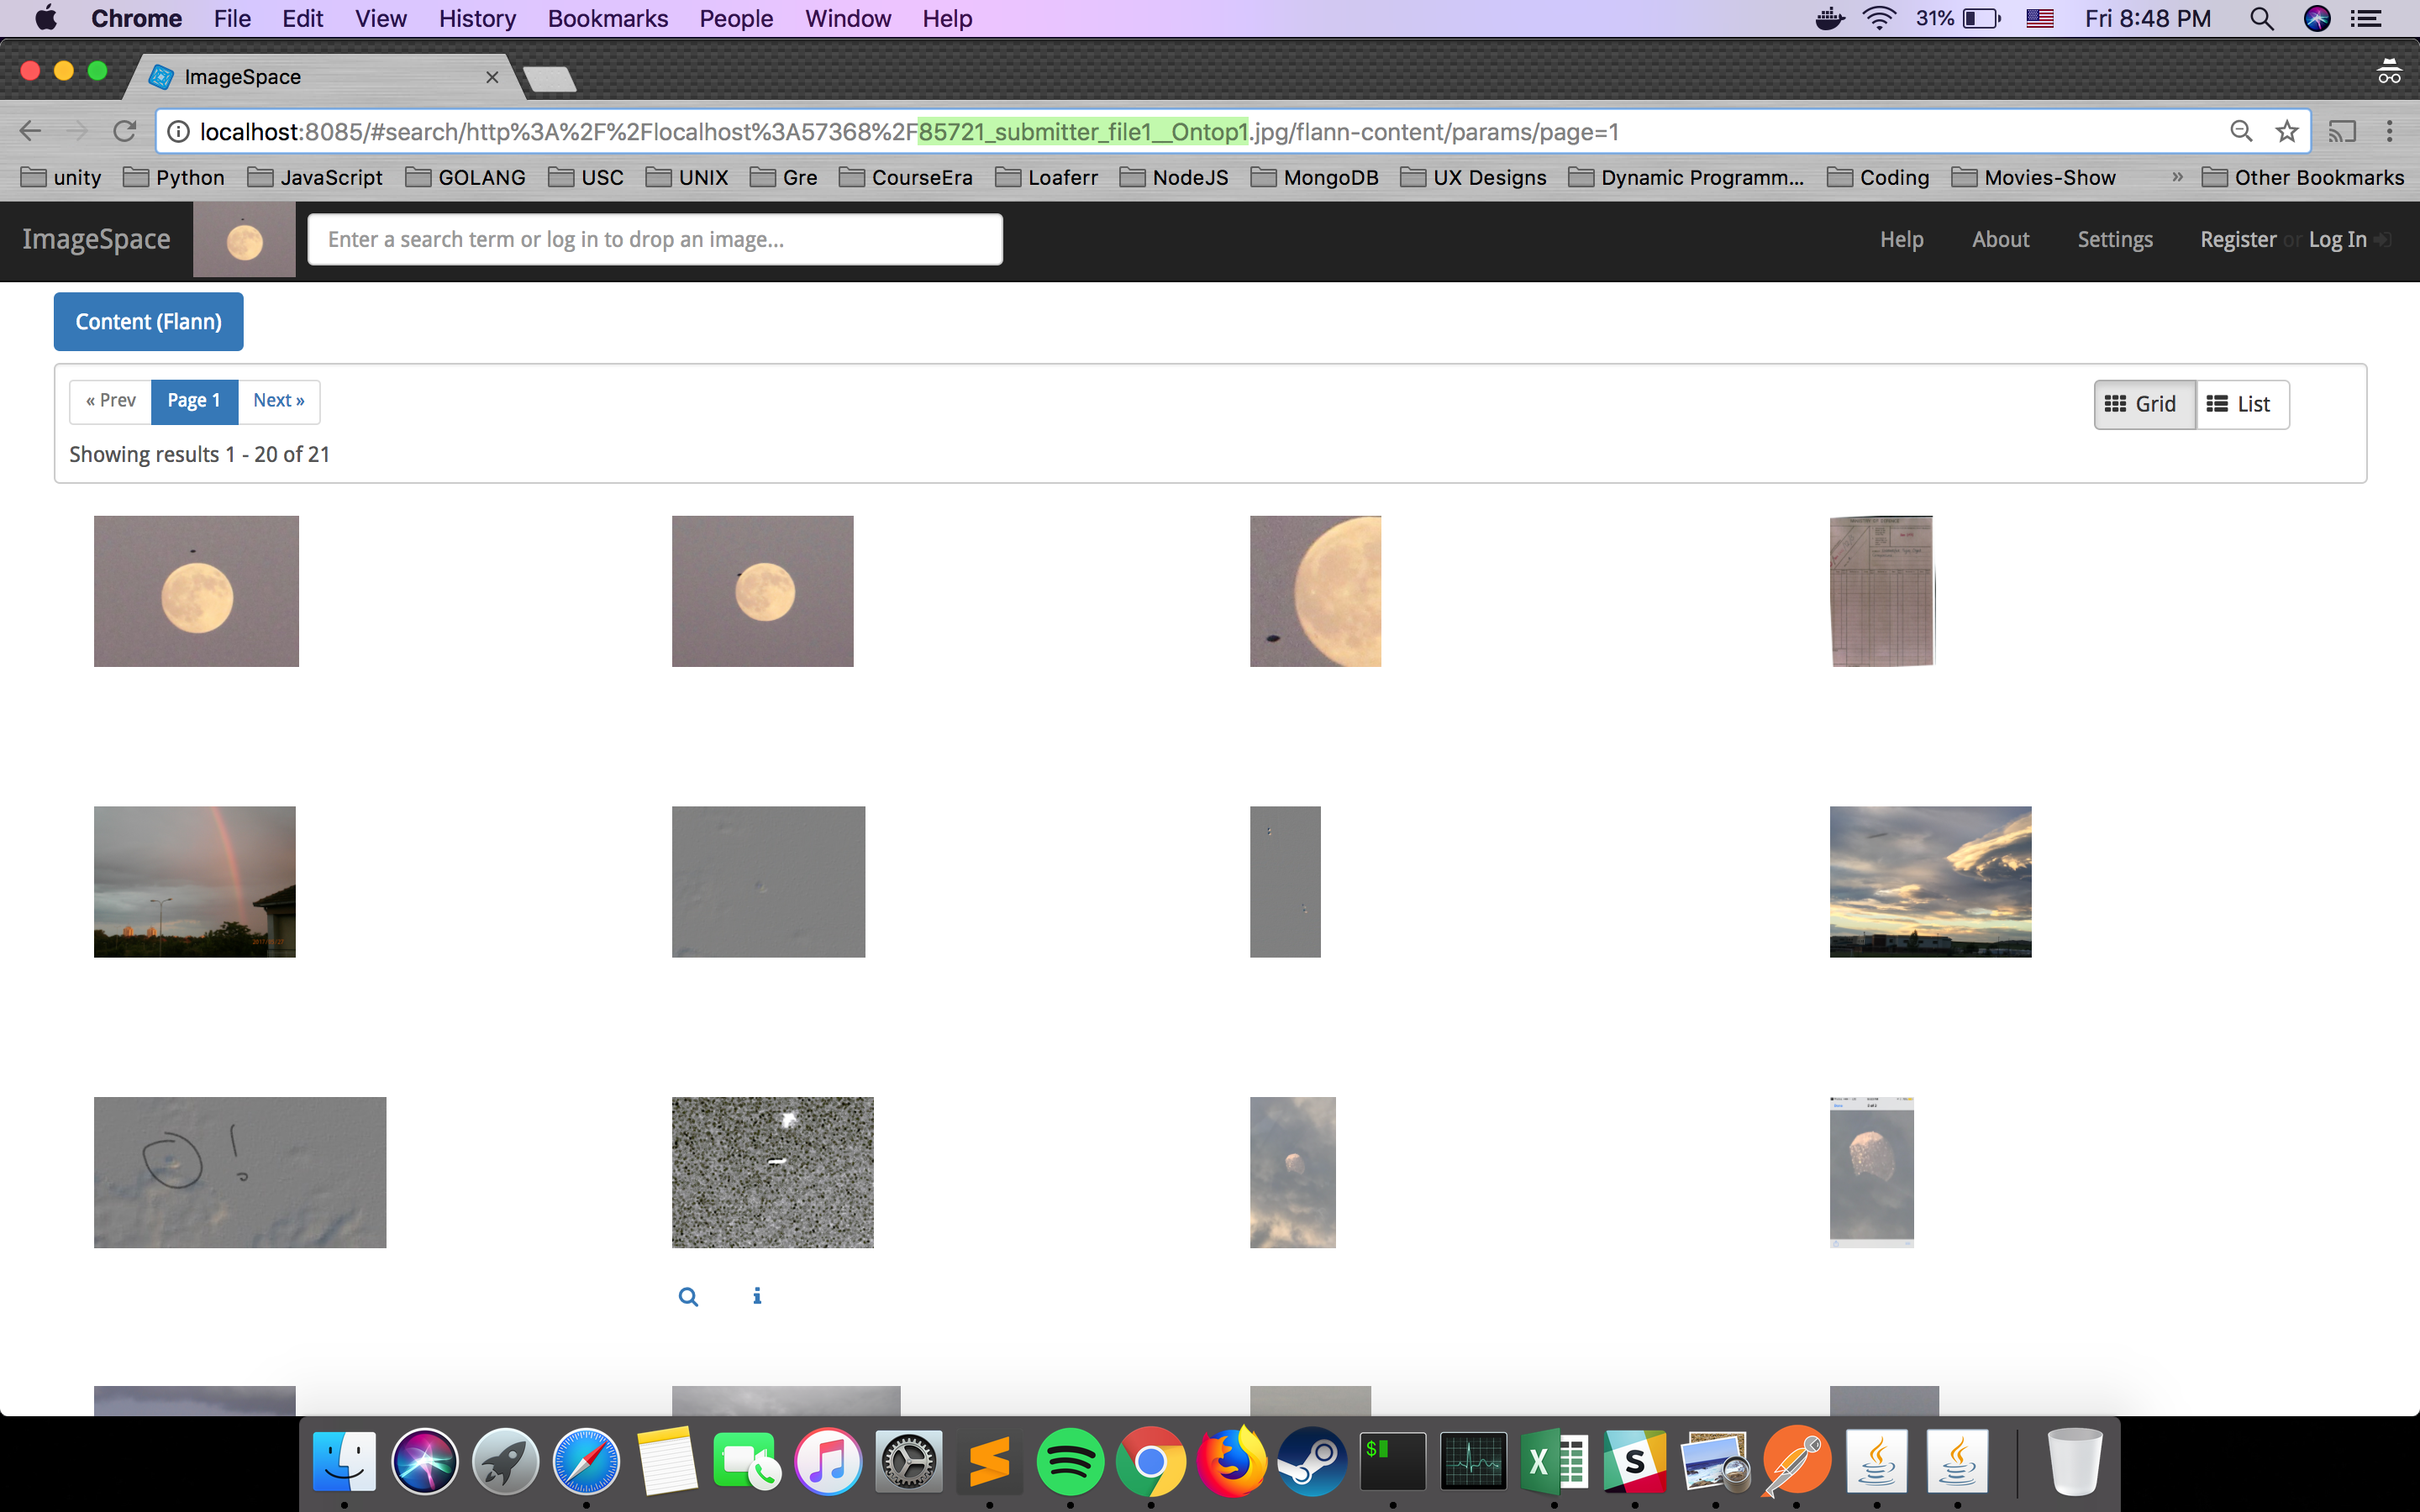 Chrome File Edit View History Bookmarks People Window Help 31% Fri 8:48 PM
ImageSpace
localhost:8085/#search/http%3A%2F%2Flocalhost%3A57368%2F85721_submitter_file1__Ontop1.jpg/flann-content/params/page=1
unity Python JavaScript GOLANG USC UNIX Gre CourseEra Loaferr NodeJS MongoDB UX Designs Dynamic Programm... Coding Movies-Show » Other Bookmarks
ImageSpace Enter a search term or log in to drop an image... Help About Settings Register or Log In
Content (Flann)
« Prev Page 1 Next » Grid List
Showing results 1 - 20 of 21